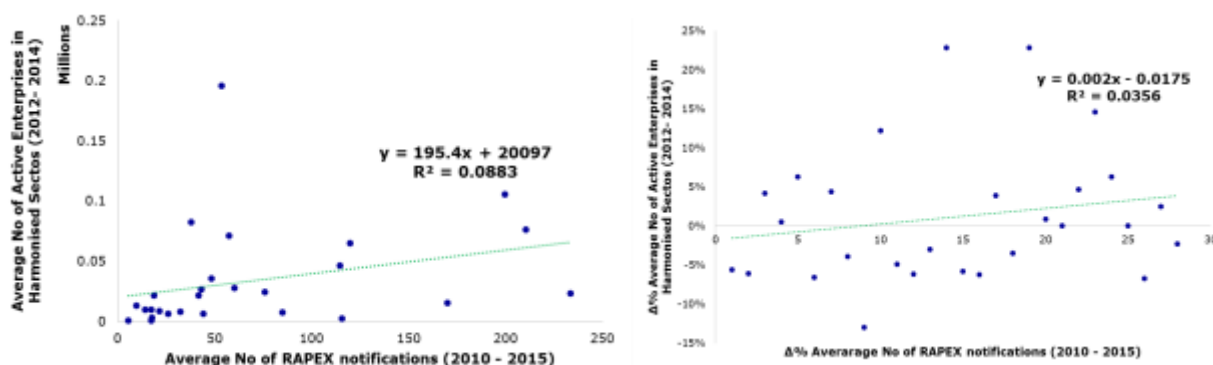 Average No of Active Enterprises in
Harmonised Sectos (2012- 2014)
Millions
0.25
0.2
0.15
0.1
0.05
0
y = 195.4x + 20097
R² = 0.0883
0
50
100
150
200
250
Average No of RAPEX notifications (2010 - 2015)
Δ% Average No of Active Enterprises in
Harmonised Sectos (2012- 2014)
25%
20%
15%
10%
5%
0%
-5%
-10%
-15%
y = 0.002x - 0.0175
R² = 0.0356
0
5
10
15
20
25
30
Δ% Averarage No of RAPEX notifications (2010 - 2015)